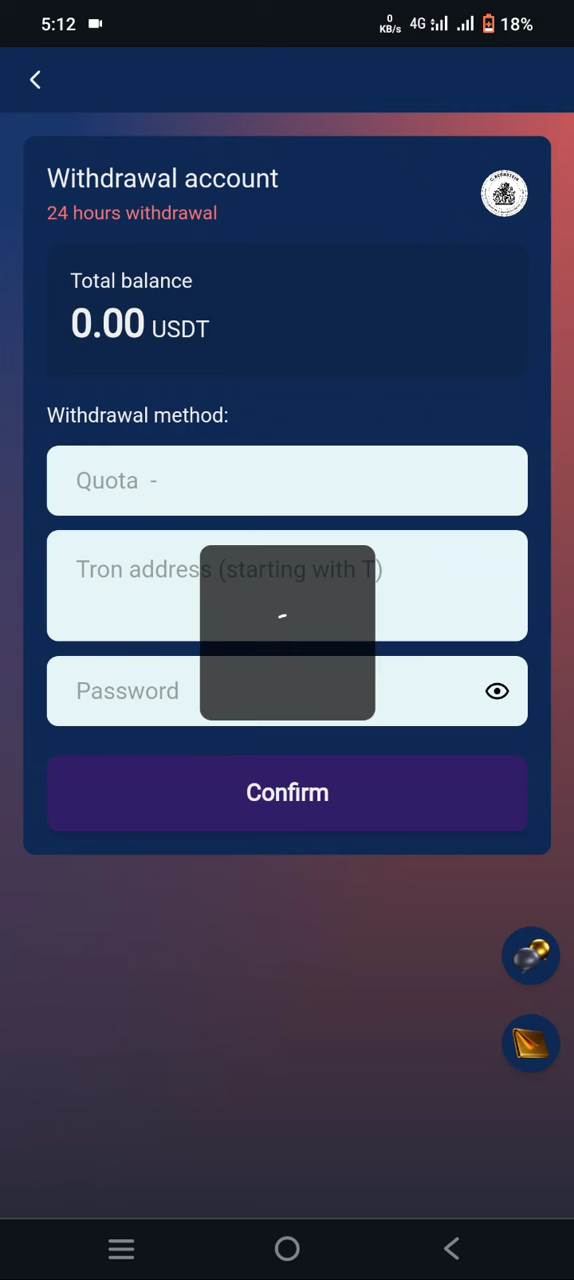 5:12
0
KB/s
4G
18%
Withdrawal account
24 hours withdrawal
Total balance
0.00 USDT
Withdrawal method:
Quota -
Tron address (starting with T)
Password
Confirm